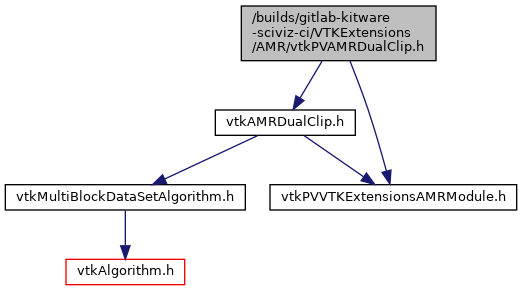 /builds/gitlab-kitware
-sciviz-ci/VTKExtensions
/AMR/vtkPVAMRDualClip.h
vtkAMRDualClip.h
vtkMultiBlockDataSetAlgorithm.h
vtkPVVTKExtensionsAMRModule.h
vtkAlgorithm.h